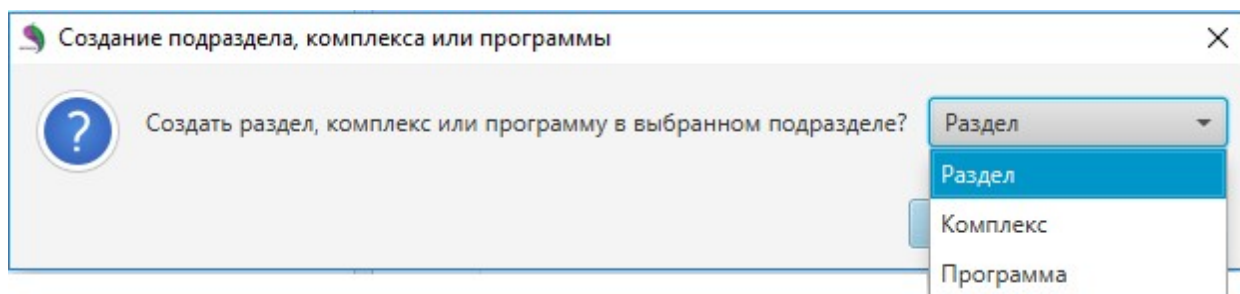 Создание подраздела, комплекса или программы
Создать раздел, комплекс или программу в выбранном подразделе? Раздел
Раздел
Комплекс
Программа